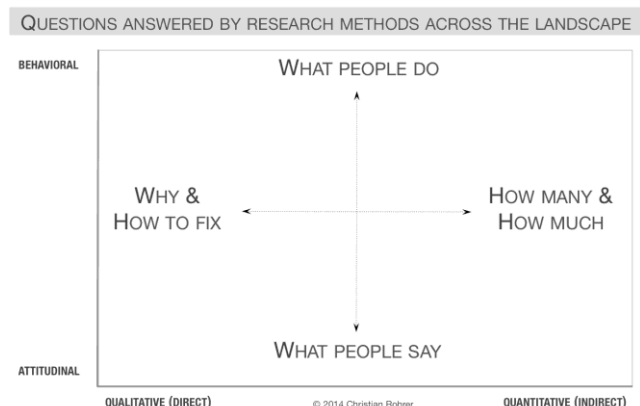 QUESTIONS ANSWERED BY RESEARCH METHODS ACROSS THE LANDSCAPE
BEHAVIORAL
WHAT PEOPLE DO
WHY &
HOW TO FIX
HOW MANY &
HOW MUCH
WHAT PEOPLE SAY
ATTITUDINAL
QUALITATIVE (DIRECT)
© 2014 Christian Rohrer
QUANTITATIVE (INDIRECT)